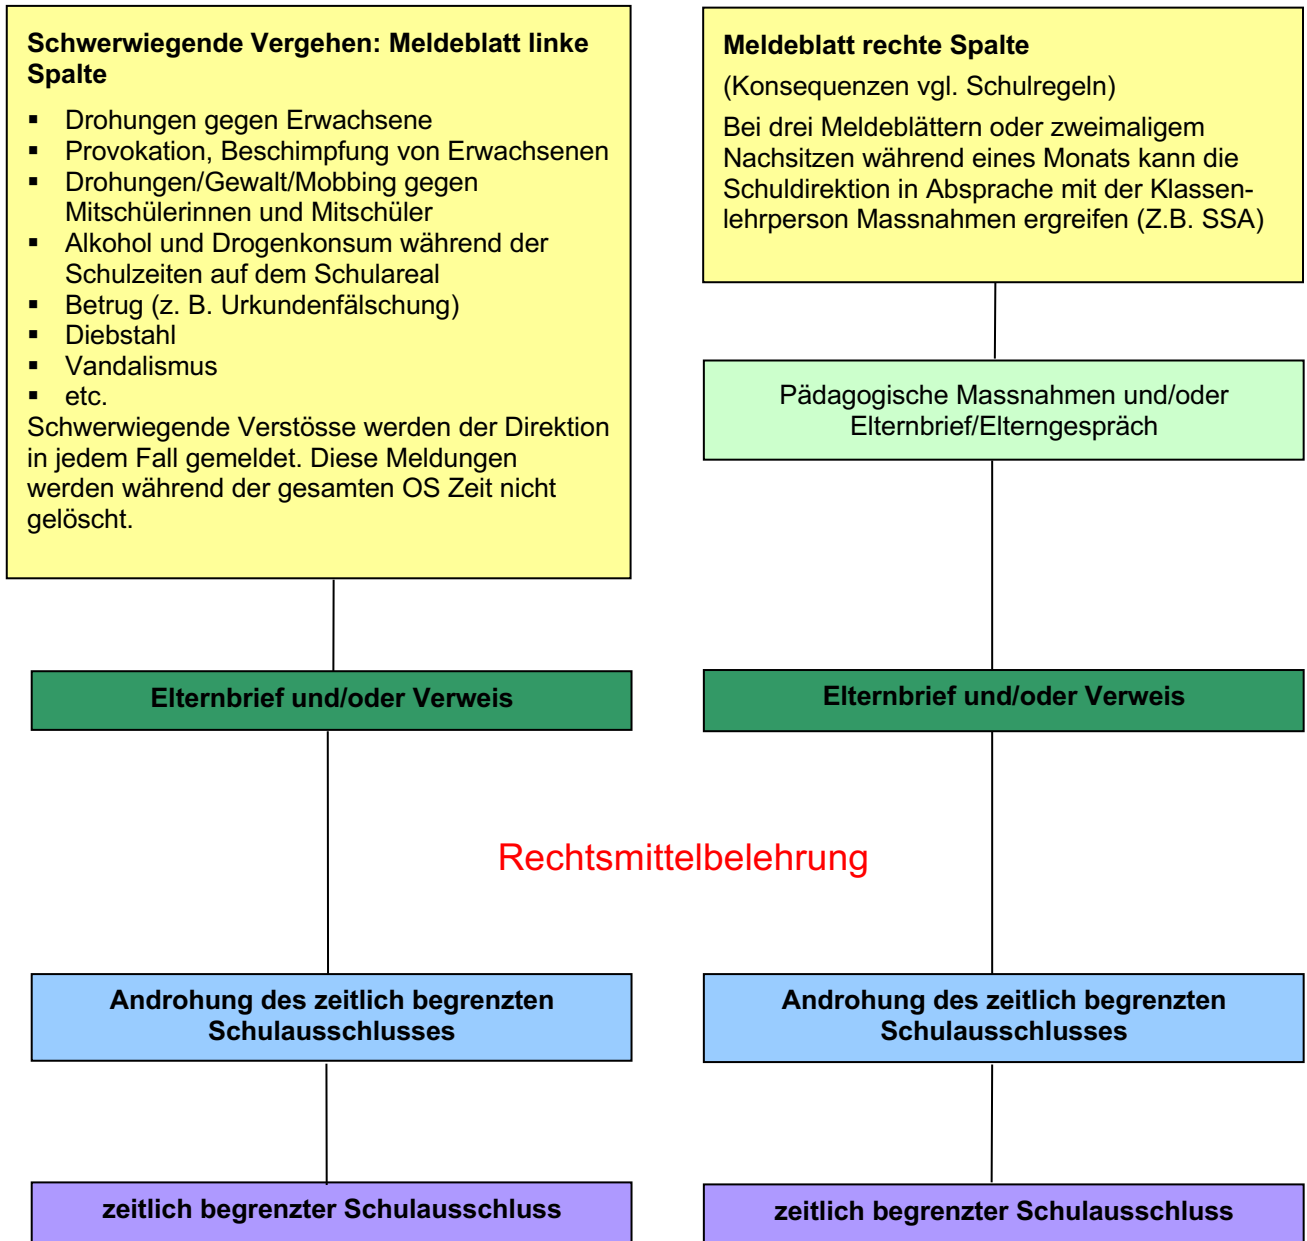 Schwerwiegende Vergehen: Meldeblatt linke
Spalte
▪ Drohungen gegen Erwachsene
▪ Provokation, Beschimpfung von Erwachsenen
▪ Drohungen/Gewalt/Mobbing gegen
Mitschülerinnen und Mitschüler
▪ Alkohol und Drogenkonsum während der
Schulzeiten auf dem Schulareal
▪ Betrug (z. B. Urkundenfälschung)
▪ Diebstahl
▪ Vandalismus
▪ etc.
Schwerwiegende Verstösse werden der Direktion
in jedem Fall gemeldet. Diese Meldungen
werden während der gesamten OS Zeit nicht
gelöscht.
Meldeblatt rechte Spalte
(Konsequenzen vgl. Schulregeln)
Bei drei Meldeblättern oder zweimaligem
Nachsitzen während eines Monats kann die
Schuldirektion in Absprache mit der Klassen-
lehrperson Massnahmen ergreifen (Z.B. SSA)
Pädagogische Massnahmen und/oder
Elternbrief/Elterngespräch
Elternbrief und/oder Verweis
Elternbrief und/oder Verweis
Rechtsmittelbelehrung
Androhung des zeitlich begrenzten
Schulausschlusses
Androhung des zeitlich begrenzten
Schulausschlusses
zeitlich begrenzter Schulausschluss
zeitlich begrenzter Schulausschluss